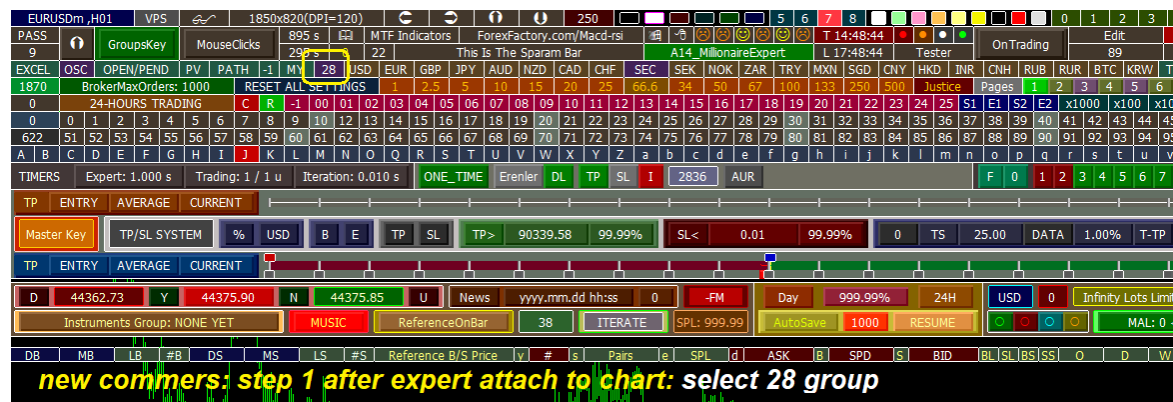 EURUSDm ,H01 VPS 1850x820(DPI=120) 250 5 6 7 8 0 1 2 3
PASS GroupsKey MouseClicks 895 s MTF Indicators ForexFactory.com/Macd-rsi T 14:48:44 OnTrading Edit
9 295 s 22 This Is The Sparam Bar A14_MillionaireExpert L 17:48:44 Tester 89
EXCEL OSC OPEN/PEND PV PATH -1 MY 28 USD EUR GBP JPY AUD NZD CAD CHF SEC SEK NOK ZAR TRY MXN SGD CNY HKD INR CNH RUB RUR BTC KRW T
1870 BrokerMaxOrders: 1000 RESET ALL SETTINGS 1 2.5 5 10 15 20 25 66.6 34 50 67 100 133 250 500 Justice Pages 1 2 3 4 5 6
0 24-HOURS TRADING C R -1 00 01 02 03 04 05 06 07 08 09 10 11 12 13 14 15 16 17 18 19 20 21 22 23 24 25 S1 E1 S2 E2 x1000 x100 x10
0 0 1 2 3 4 5 6 7 8 9 10 11 12 13 14 15 16 17 18 19 20 21 22 23 24 25 26 27 28 29 30 31 32 33 34 35 36 37 38 39 40 41 42 43 44 45
622 51 52 53 54 55 56 57 58 59 60 61 62 63 64 65 66 67 68 69 70 71 72 73 74 75 76 77 78 79 80 81 82 83 84 85 86 87 88 89 90 91 92 93 94 95
A B C D E F G H I J K L M N O Q R S T U V W X Y Z a b c d e f g h i j k l m n o p q r s t u v
TIMERS Expert: 1.000 s Trading: 1 / 1 u Iteration: 0.010 s ONE_TIME Erenler DL TP SL I 2836 AUR F 0 1 2 3 4 5 6 7
TP ENTRY AVERAGE CURRENT
Master Key TP/SL SYSTEM % USD B E TP SL TP> 90339.58 99.99% SL< 0.01 99.99% 0 TS 25.00 DATA 1.00% T-TP
TP ENTRY AVERAGE CURRENT
D 44362.73 Y 44375.90 N 44375.85 U News yyyy.mm.dd hh:ss 0 -FM Day 999.99% 24H USD 0 Infinity Lots Limit
Instruments Group: NONE YET MUSIC ReferenceOnBar 38 ITERATE SPL: 999.99 AutoSave 1000 RESUME MAL: 0 -
DB MB LB #B DS MS LS #S Reference B/S Price y # s Pairs e SPL d ASK B SPD S BID BL SL BS SS O D W
new commers: step 1 after expert attach to chart: select 28 group